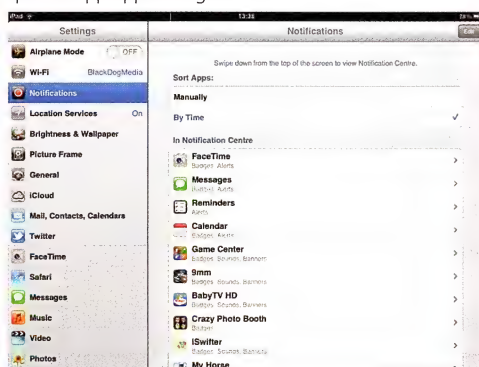 iPad
13:38
Settings
Notifications
Edit
Airplane Mode OFF
Wi-Fi BlackDogMedia
Notifications
Location Services On
Brightness & Wallpaper
Picture Frame
General
iCloud
Mail, Contacts, Calendars
Twitter
FaceTime
Safari
Messages
Music
Video
Photos
Swipe down from the top of the screen to view Notification Centre.
Sort Apps:
Manually
By Time
In Notification Centre
FaceTime
Badges, Alerts
Messages
Badges, Alerts
Reminders
Alerts
Calendar
Badges, Alerts
Game Center
Badges, Sounds, Banners
9mm
Badges, Sounds, Banners
BabyTV HD
Badges, Sounds, Banners
Crazy Photo Booth
Badges
iSwifter
Badges, Sounds, Banners
My Horse